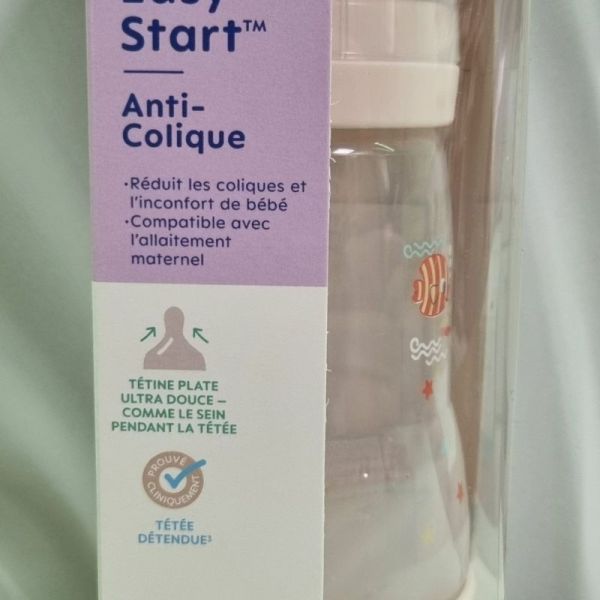 Easy
Start™
Anti-
Colique
·Réduit les coliques et
l'inconfort de bébé
·Compatible avec
l'allaitement
maternel
TÉTINE PLATE
ULTRA DOUCE –
COMME LE SEIN
PENDANT LA TÉTÉE
PROUVÉ
CLINIQUEMENT
TÉTÉE
DÉTENDUE³